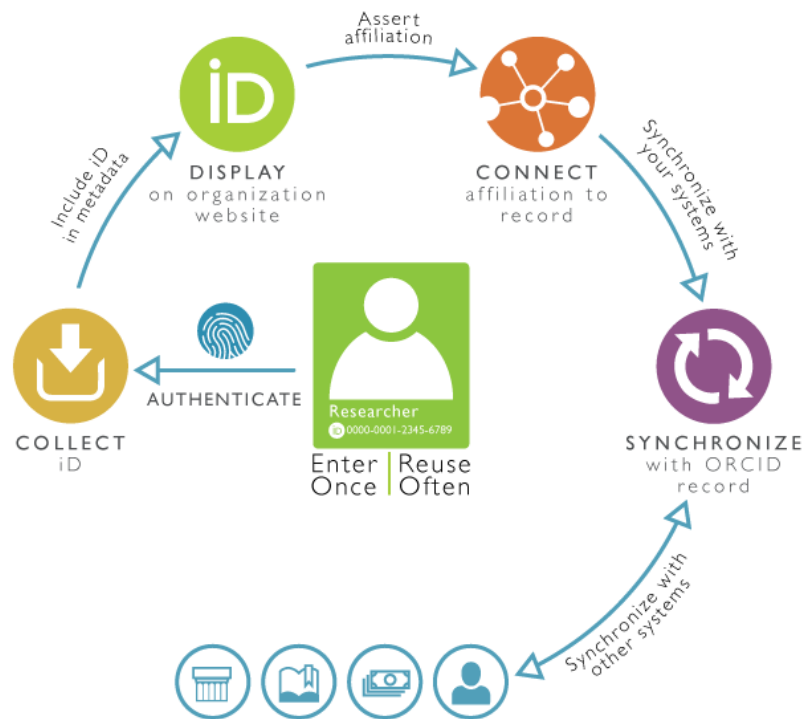 Assert
affiliation
iD
DISPLAY
on organization
website
CONNECT
affiliation to
record
Include iD
in metadata
Synchronize with
your systems
AUTHENTICATE
COLLECT
iD
Researcher
iD 0000-0001-2345-6789
Enter Once
Reuse Often
SYNCHRONIZE
with ORCID
record
Synchronize with
other systems